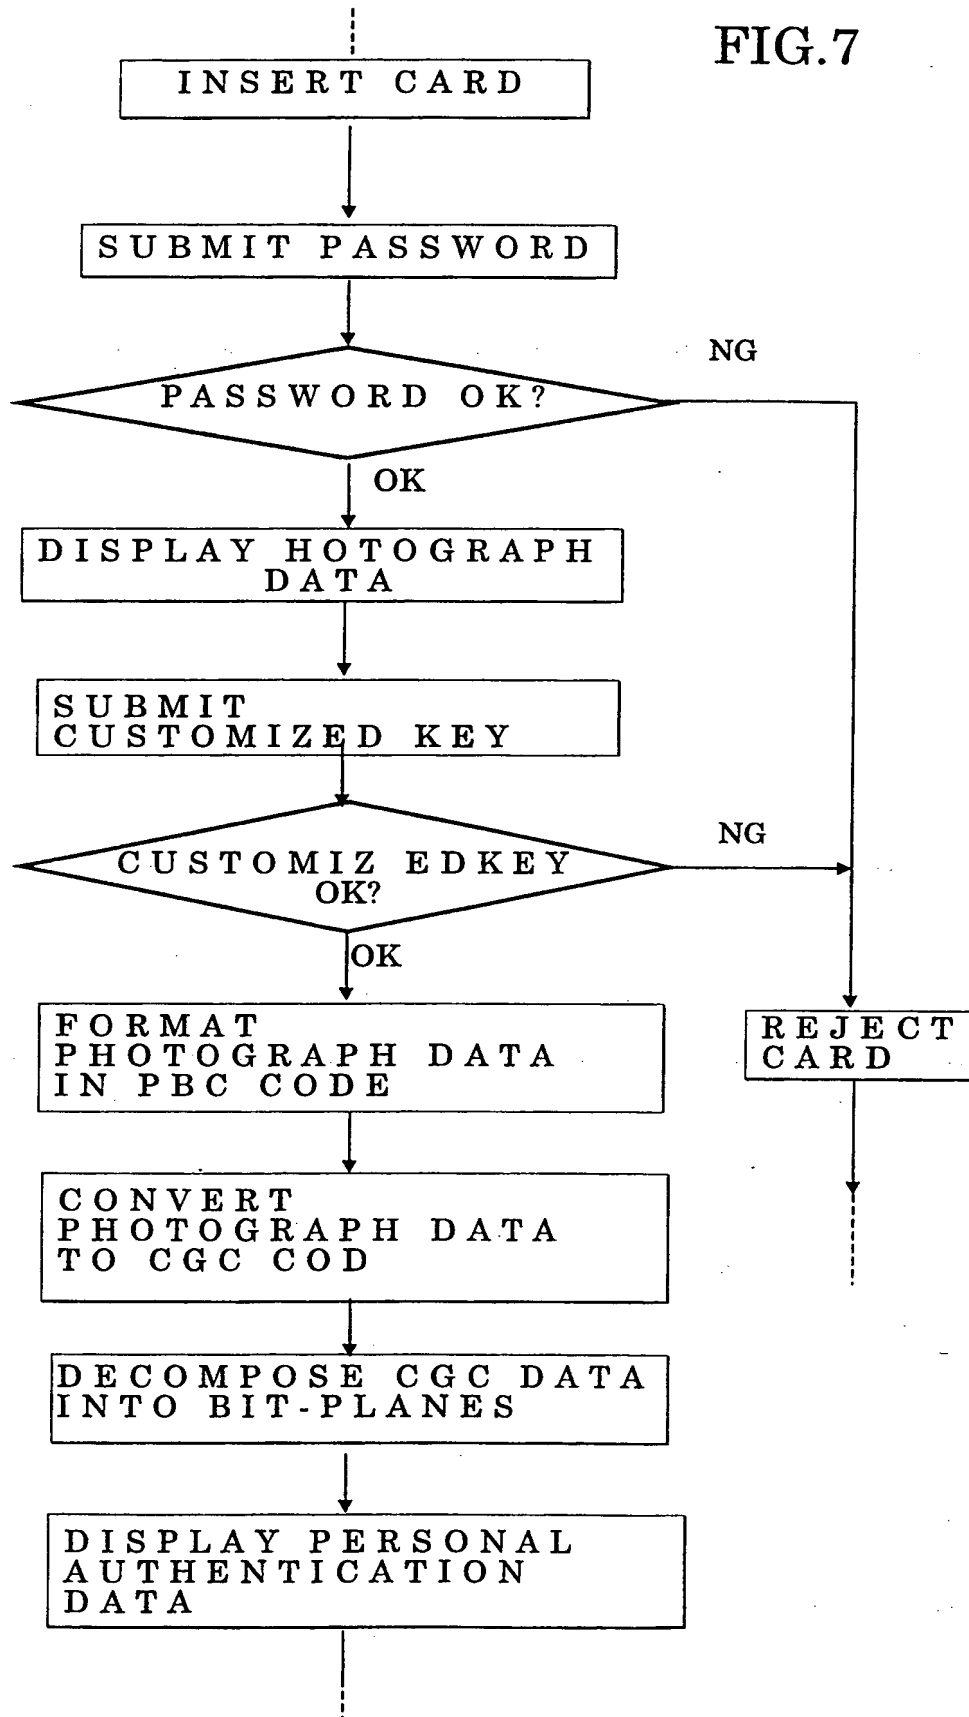 FIG.7
INSERT CARD
SUBMIT PASSWORD
PASSWORD OK?
NG
OK
DISPLAY HOTOGRAPH
DATA
SUBMIT
CUSTOMIZED KEY
CUSTOMIZ EDKEY
OK?
NG
OK
FORMAT
PHOTOGRAPH DATA
IN PBC CODE
REJECT
CARD
CONVERT
PHOTOGRAPH DATA
TO CGC COD
DECOMPOSE CGC DATA
INTO BIT-PLANES
DISPLAY PERSONAL
AUTHENTICATION
DATA